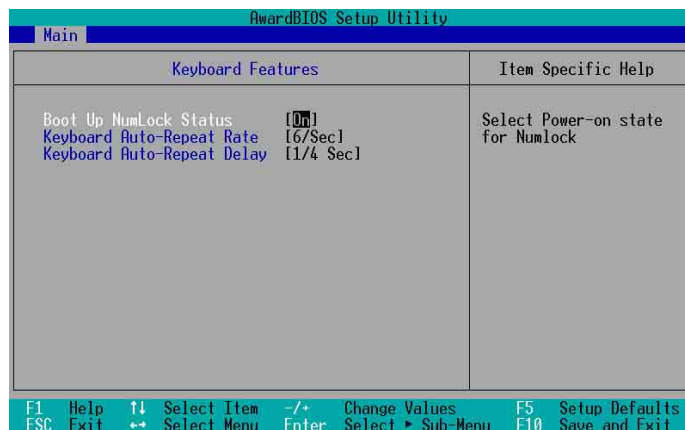 AwardBIOS Setup Utility
Main
Keyboard Features
Item Specific Help
Boot Up NumLock Status [On]
Keyboard Auto-Repeat Rate [6/Sec]
Keyboard Auto-Repeat Delay [1/4 Sec]
Select Power-on state
for Numlock
F1 Help ↑↓ Select Item -/+ Change Values F5 Setup Defaults
ESC Exit ←→ Select Menu Enter Select ▶ Sub-Menu F10 Save and Exit